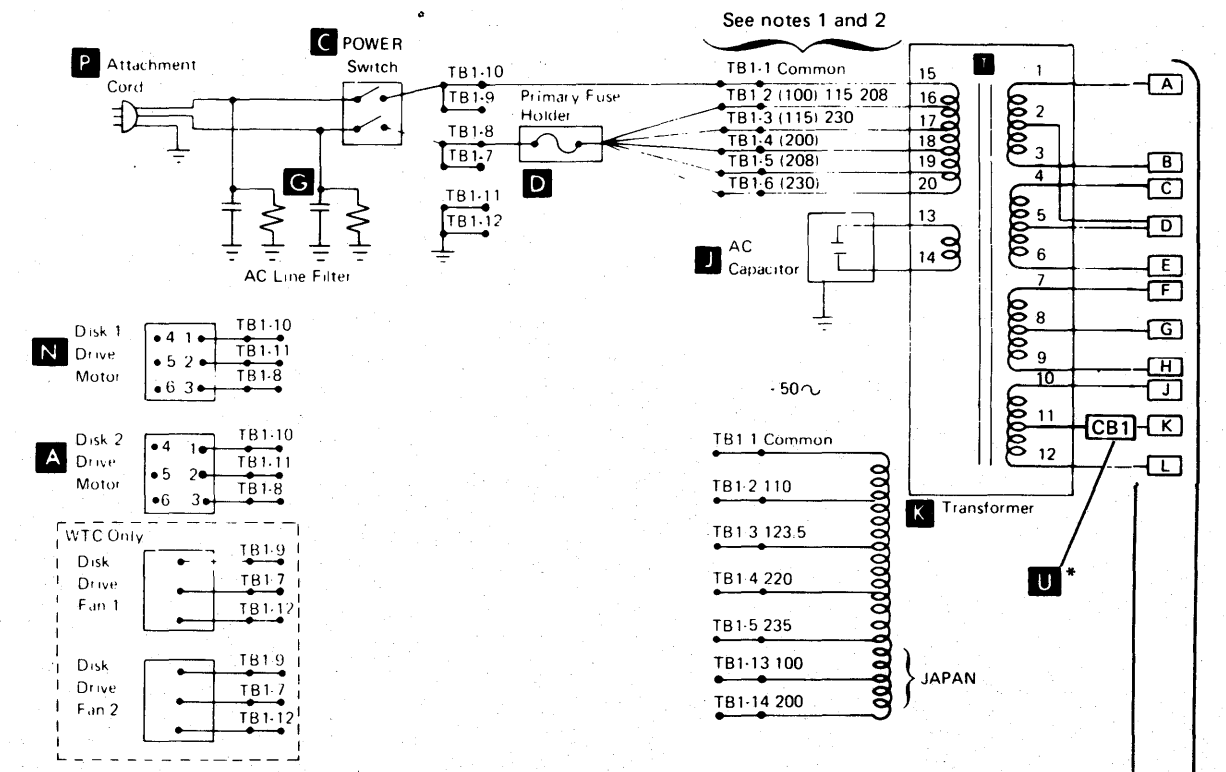 See notes 1 and 2
P Attachment Cord
C POWER Switch
TB1-10
TB1-9
TB1-8
TB1-7
TB1-11
TB1-12
Primary Fuse Holder
D
G
AC Line Filter
TB1-1 Common
TB1-2 (100) 115 208
TB1-3 (115) 230
TB1-4 (200)
TB1-5 (208)
TB1-6 (230)
15
16
17
18
19
20
13
14
J AC Capacitor
T
1
2
3
4
5
6
7
8
9
10
11
12
A
B
C
D
E
F
G
H
J
CB1 K
L
K Transformer
U *
N Disk 1 Drive Motor
4 1 TB1-10
5 2 TB1-11
6 3 TB1-8
A Disk 2 Drive Motor
4 1 TB1-10
5 2 TB1-11
6 3 TB1-8
WTC Only
Disk Drive Fan 1
TB1-9
TB1-7
TB1-12
Disk Drive Fan 2
TB1-9
TB1-7
TB1-12
50~
TB1 1 Common
TB1-2 110
TB1 3 123.5
TB1-4 220
TB1-5 235
TB1-13 100
TB1-14 200
JAPAN